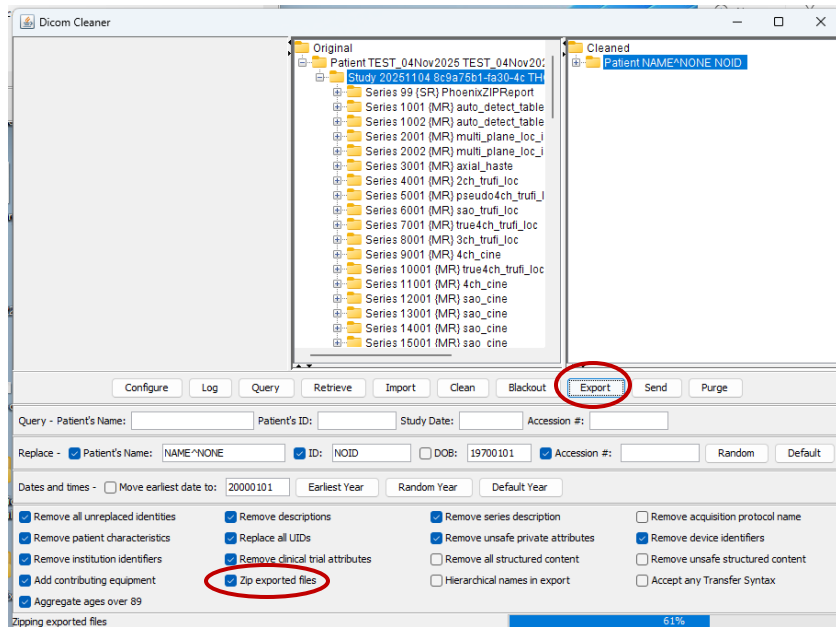 Dicom Cleaner
Original
Patient TEST_04Nov2025 TEST_04Nov202
Study 20251104 8c9a75b1-fa30-4c TH
Series 99 {SR} PhoenixZIPReport
Series 1001 {MR} auto_detect_table
Series 1002 {MR} auto_detect_table
Series 2001 {MR} multi_plane_loc_i
Series 2002 {MR} multi_plane_loc_i
Series 3001 {MR} axial_haste
Series 4001 {MR} 2ch_trufi_loc
Series 5001 {MR} pseudo4ch_trufi_l
Series 6001 {MR} sao_trufi_loc
Series 7001 {MR} true4ch_trufi_loc
Series 8001 {MR} 3ch_trufi_loc
Series 9001 {MR} 4ch_cine
Series 10001 {MR} true4ch_trufi_loc
Series 11001 {MR} 4ch_cine
Series 12001 {MR} sao_cine
Series 13001 {MR} sao_cine
Series 14001 {MR} sao_cine
Series 15001 {MR} sao cine
Cleaned
Patient NAME^NONE NOID
Configure Log Query Retrieve Import Clean Blackout Export Send Purge
Query - Patient's Name: Patient's ID: Study Date: Accession #:
Replace - Patient's Name: NAME^NONE ID: NOID DOB: 19700101 Accession #: Random Default
Dates and times - Move earliest date to: 20000101 Earliest Year Random Year Default Year
Remove all unreplaced identities Remove descriptions Remove series description Remove acquisition protocol name
Remove patient characteristics Replace all UIDs Remove unsafe private attributes Remove device identifiers
Remove institution identifiers Remove clinical trial attributes Remove all structured content Remove unsafe structured content
Add contributing equipment Zip exported files Hierarchical names in export Accept any Transfer Syntax
Aggregate ages over 89
Zipping exported files 61%